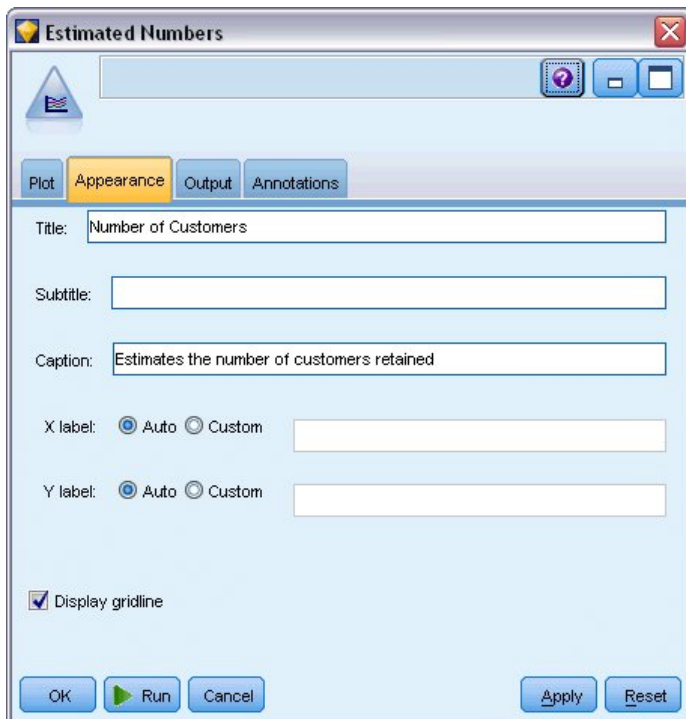 Estimated Numbers
Plot Appearance Output Annotations
Title: Number of Customers
Subtitle:
Caption: Estimates the number of customers retained
X label: Auto Custom
Y label: Auto Custom
Display gridline
OK Run Cancel Apply Reset